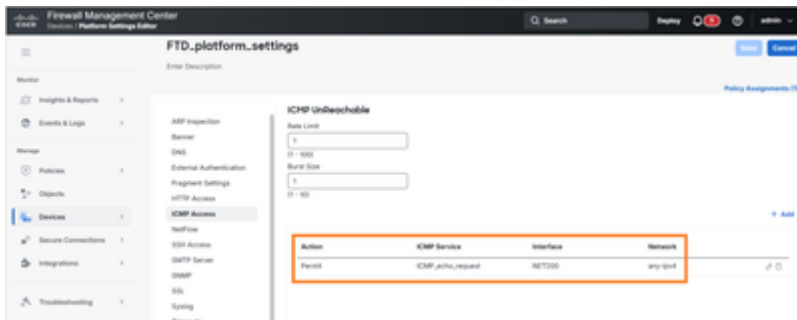 CISCO
Firewall Management Center
Devices / Platform Settings Editor
Search
Deploy
admin
FTD_platform_settings
Enter Description
Save
Cancel
Policy Assignments (1)
Monitor
Insights & Reports
Events & Logs
Manage
Policies
Objects
Devices
Secure Connections
Integrations
Troubleshooting
ARP Inspection
Banner
DNS
External Authentication
Fragment Settings
HTTP Access
ICMP Access
NetFlow
SSH Access
SMTP Server
SNMP
SSL
Syslog
ICMP UnReachable
Rate Limit
1
(1 - 100)
Burst Size
1
(1 - 10)
+ Add
Action ICMP Service Interface Network
Permit ICMP_echo_request NET200 any-ipv4